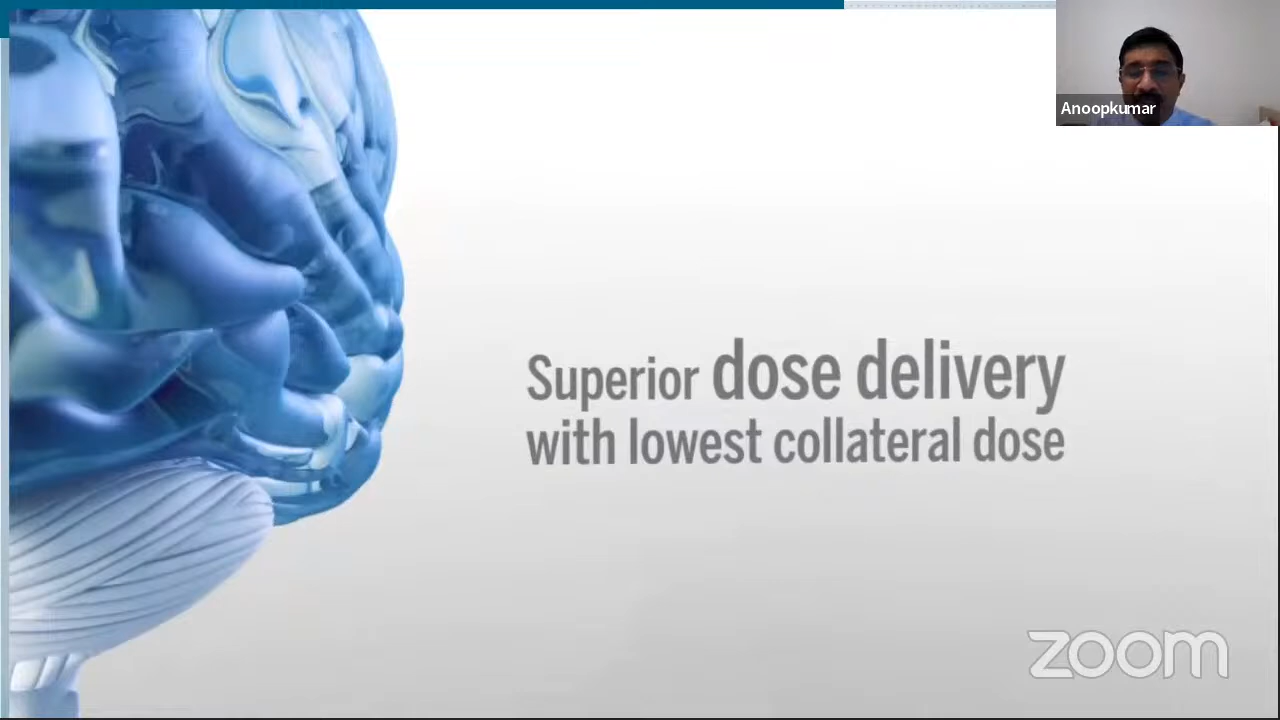 Anoopkumar
Superior dose delivery
with lowest collateral dose
zoom